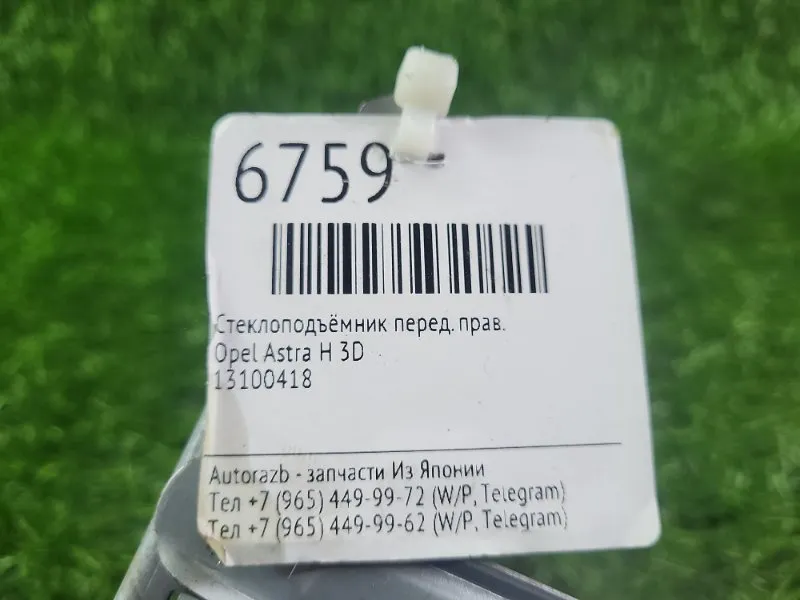 6759
Стеклоподъёмник перед. прав.
Opel Astra H 3D
13100418
Autorazb - запчасти Из Японии
Тел +7 (965) 449-99-72 (W/P, Telegram)
Тел +7 (965) 449-99-62 (W/P, Telegram)